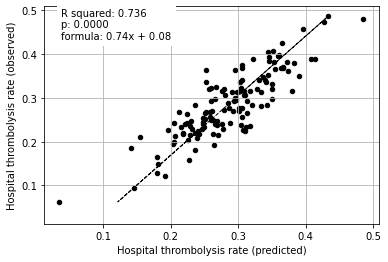 R squared: 0.736
p: 0.0000
formula: 0.74x + 0.08
Hospital thrombolysis rate (observed)
0.5
0.4
0.3
0.2
0.1
0.1
0.2
0.3
0.4
0.5
Hospital thrombolysis rate (predicted)